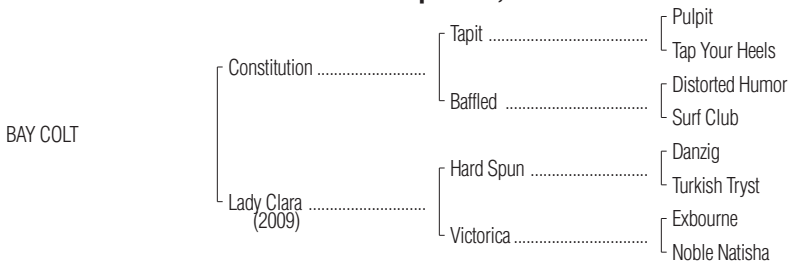 Pulpit
Tapit ..........................................
Tap Your Heels
Constitution ............................
Distorted Humor
Baffled .....................................
Surf Club
BAY COLT
Danzig
Hard Spun ...............................
Turkish Tryst
Lady Clara ..............................
(2009)
Exbourne
Victorica ...................................
Noble Natisha